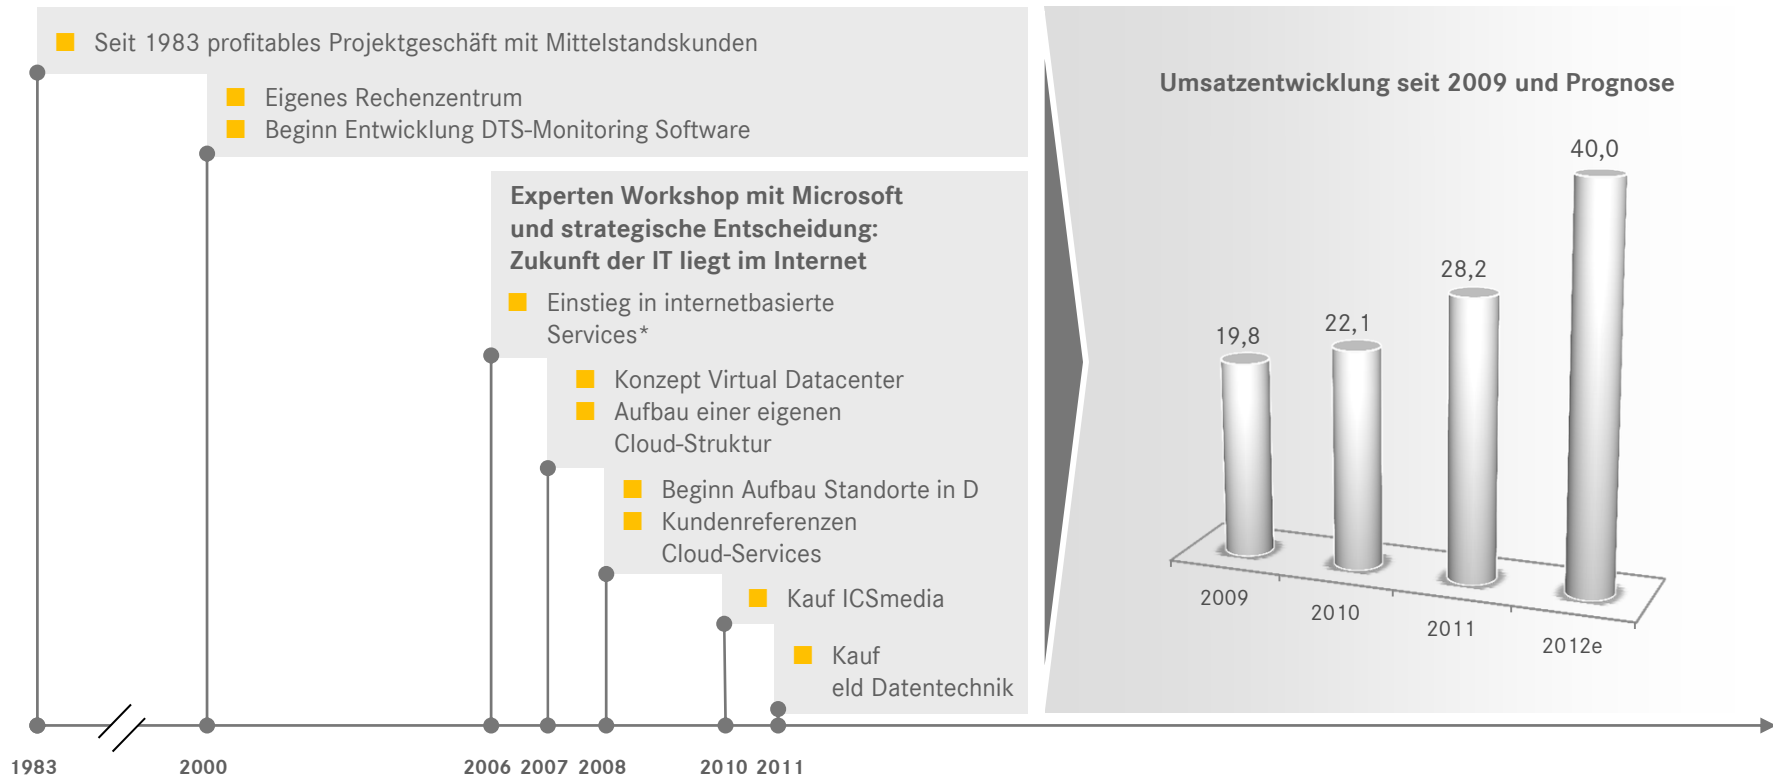 Seit 1983 profitables Projektgeschäft mit Mittelstandskunden
Eigenes Rechenzentrum
Beginn Entwicklung DTS-Monitoring Software
Experten Workshop mit Microsoft
und strategische Entscheidung:
Zukunft der IT liegt im Internet
Einstieg in internetbasierte
Services*
Konzept Virtual Datacenter
Aufbau einer eigenen
Cloud-Struktur
Beginn Aufbau Standorte in D
Kundenreferenzen
Cloud-Services
Kauf ICSmedia
Kauf
eld Datentechnik
1983 2000 2006 2007 2008 2010 2011
Umsatzentwicklung seit 2009 und Prognose
19,8 22,1 28,2 40,0
2009 2010 2011 2012e